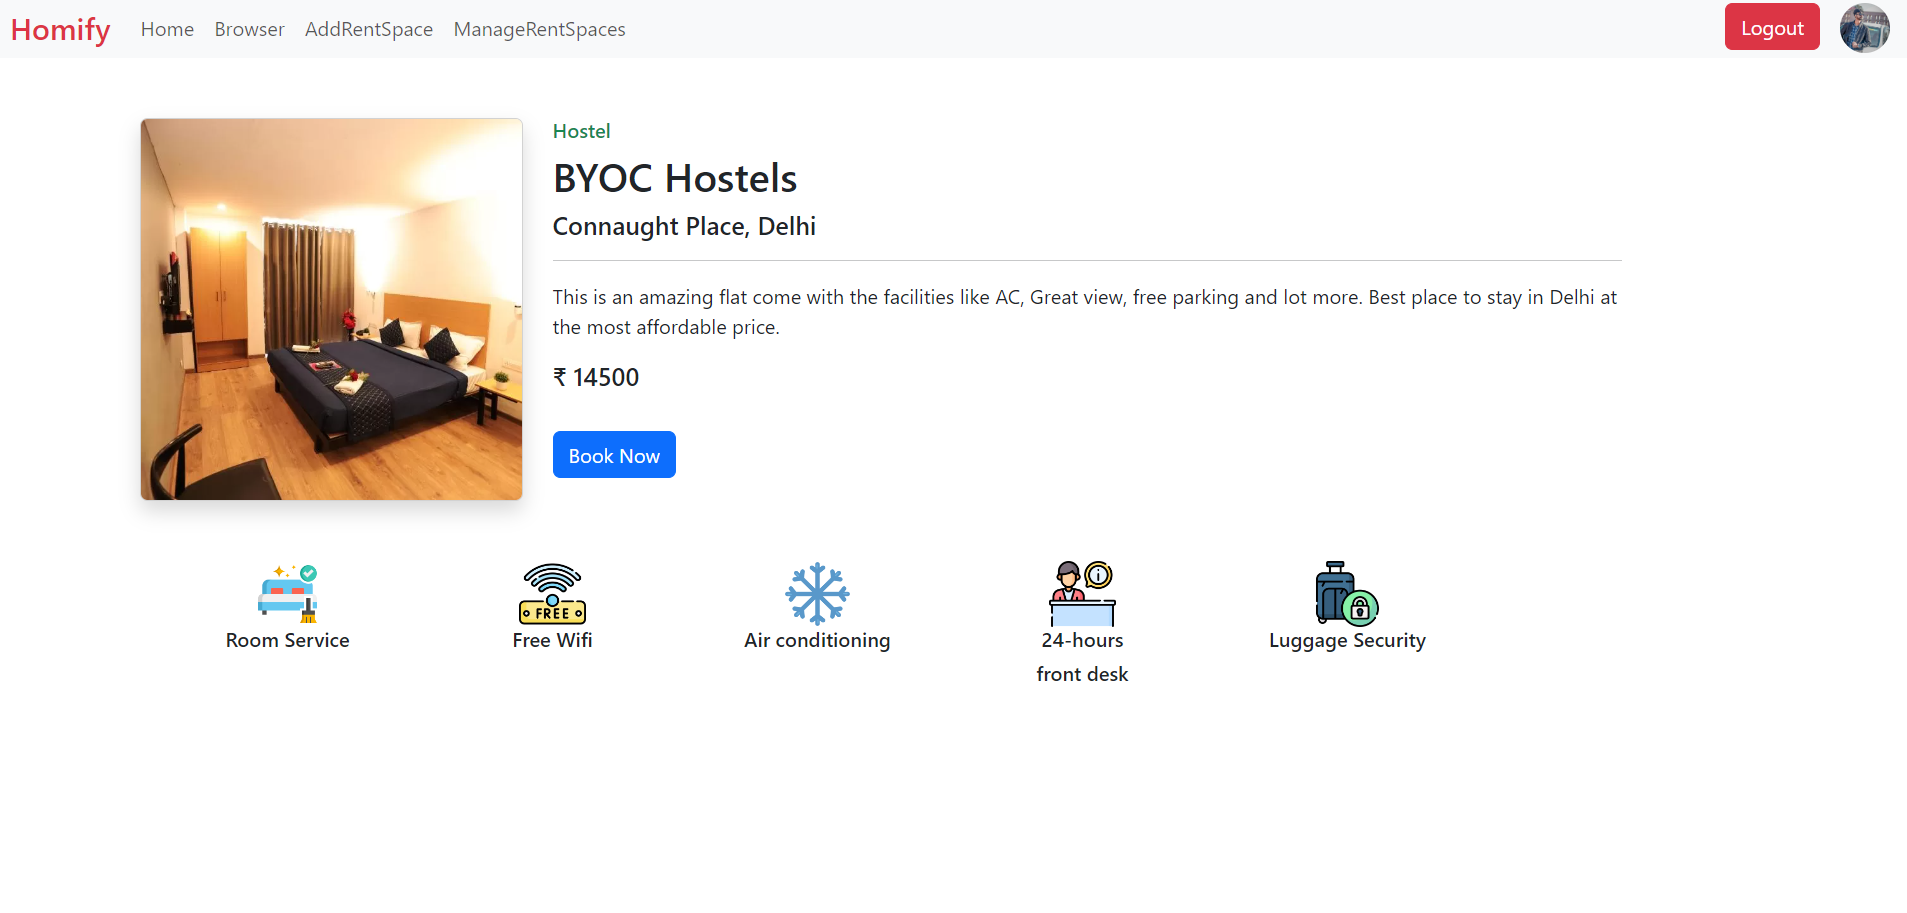 Homify
Home Browser AddRentSpace ManageRentSpaces
Logout
Hostel
BYOC Hostels
Connaught Place, Delhi
This is an amazing flat come with the facilities like AC, Great view, free parking and lot more. Best place to stay in Delhi at
the most affordable price.
₹ 14500
Book Now
FREE
Room Service
Free Wifi
Air conditioning
24-hours
front desk
Luggage Security